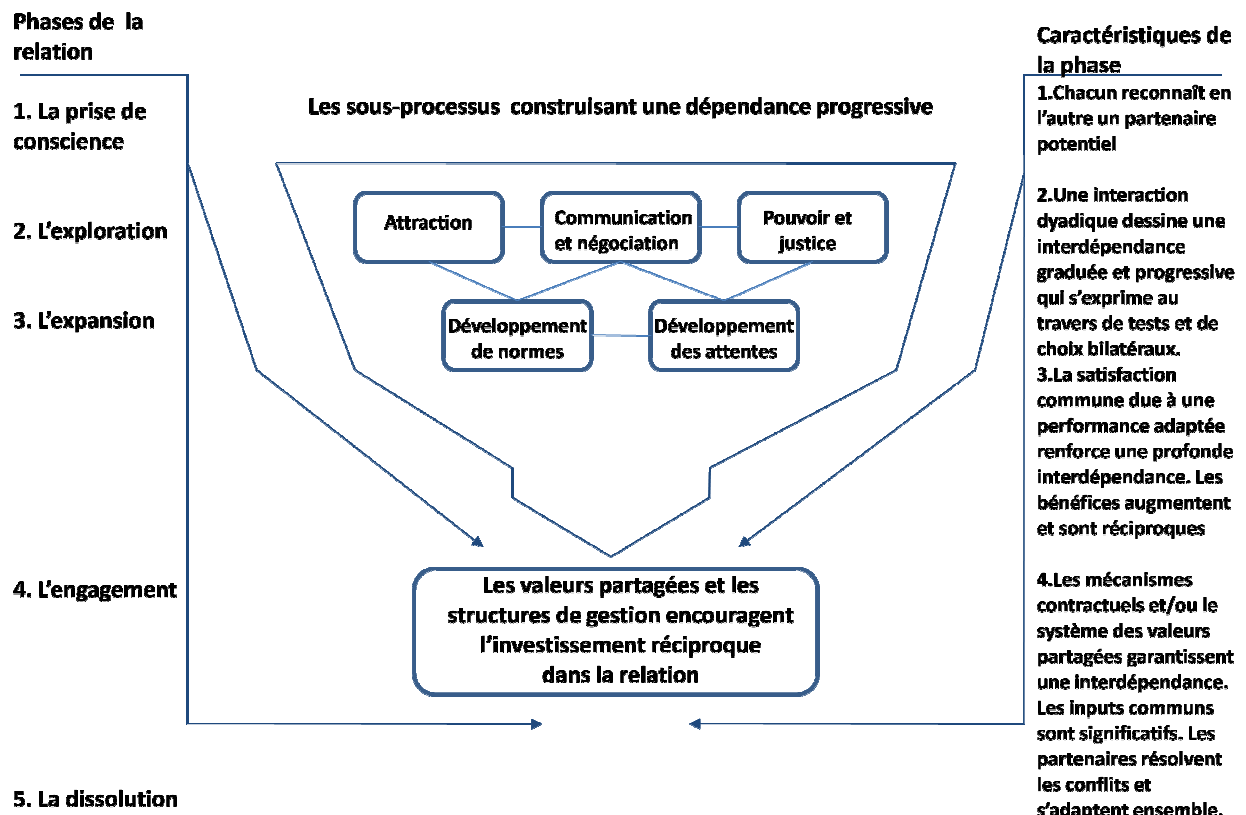 Phases de la
relation
1. La prise de
conscience
2. L'exploration
3. L'expansion
4. L'engagement
5. La dissolution
Les sous-processus construisant une dépendance progressive
Attraction
Communication
et négociation
Pouvoir et
justice
Développement
de normes
Développement
des attentes
Les valeurs partagées et les
structures de gestion encouragent
l'investissement réciproque
dans la relation
Caractéristiques de
la phase
1.Chacun reconnaît en
l'autre un partenaire
potentiel
2.Une interaction
dyadique dessine une
interdépendance
graduée et progressive
qui s'exprime au
travers de tests et de
choix bilatéraux.
3.La satisfaction
commune due à une
performance adaptée
renforce une profonde
interdépendance. Les
bénéfices augmentent
et sont réciproques
4.Les mécanismes
contractuels et/ou le
système des valeurs
partagées garantissent
une interdépendance.
Les inputs communs
sont significatifs. Les
partenaires résolvent
les conflits et
s'adaptent ensemble.